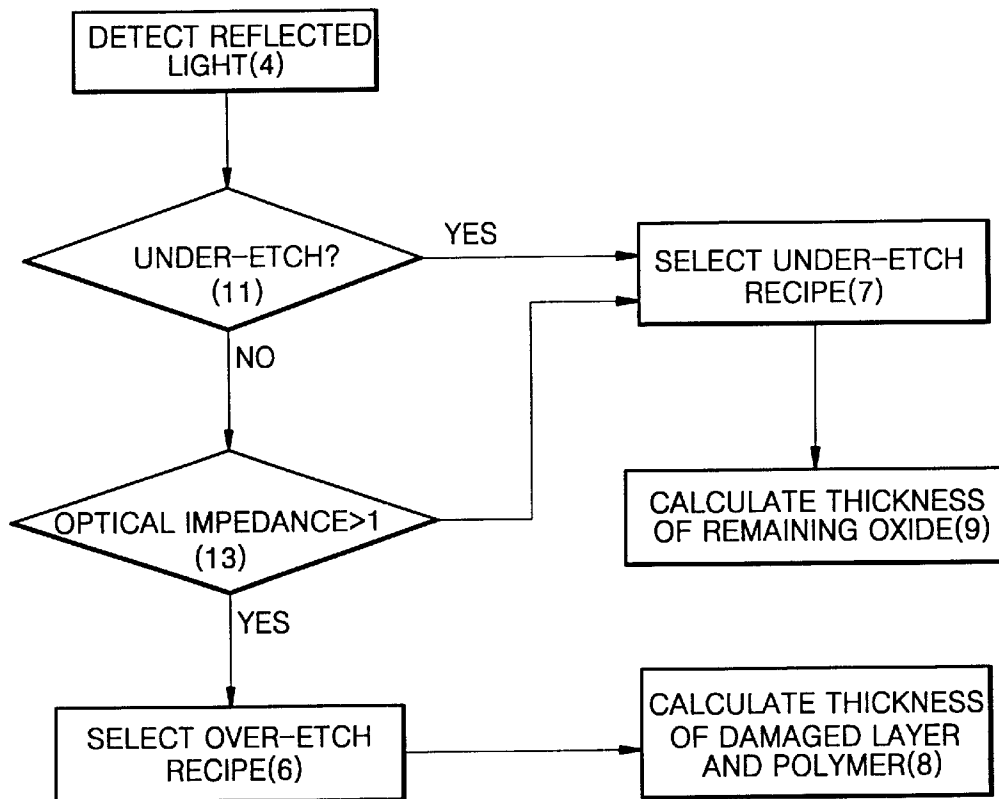 DETECT REFLECTED
LIGHT(4)
UNDER-ETCH?
(11)
YES
SELECT UNDER-ETCH
RECIPE(7)
NO
OPTICAL IMPEDANCE>1
(13)
CALCULATE THICKNESS
OF REMAINING OXIDE(9)
YES
SELECT OVER-ETCH
RECIPE(6)
CALCULATE THICKNESS
OF DAMAGED LAYER
AND POLYMER(8)